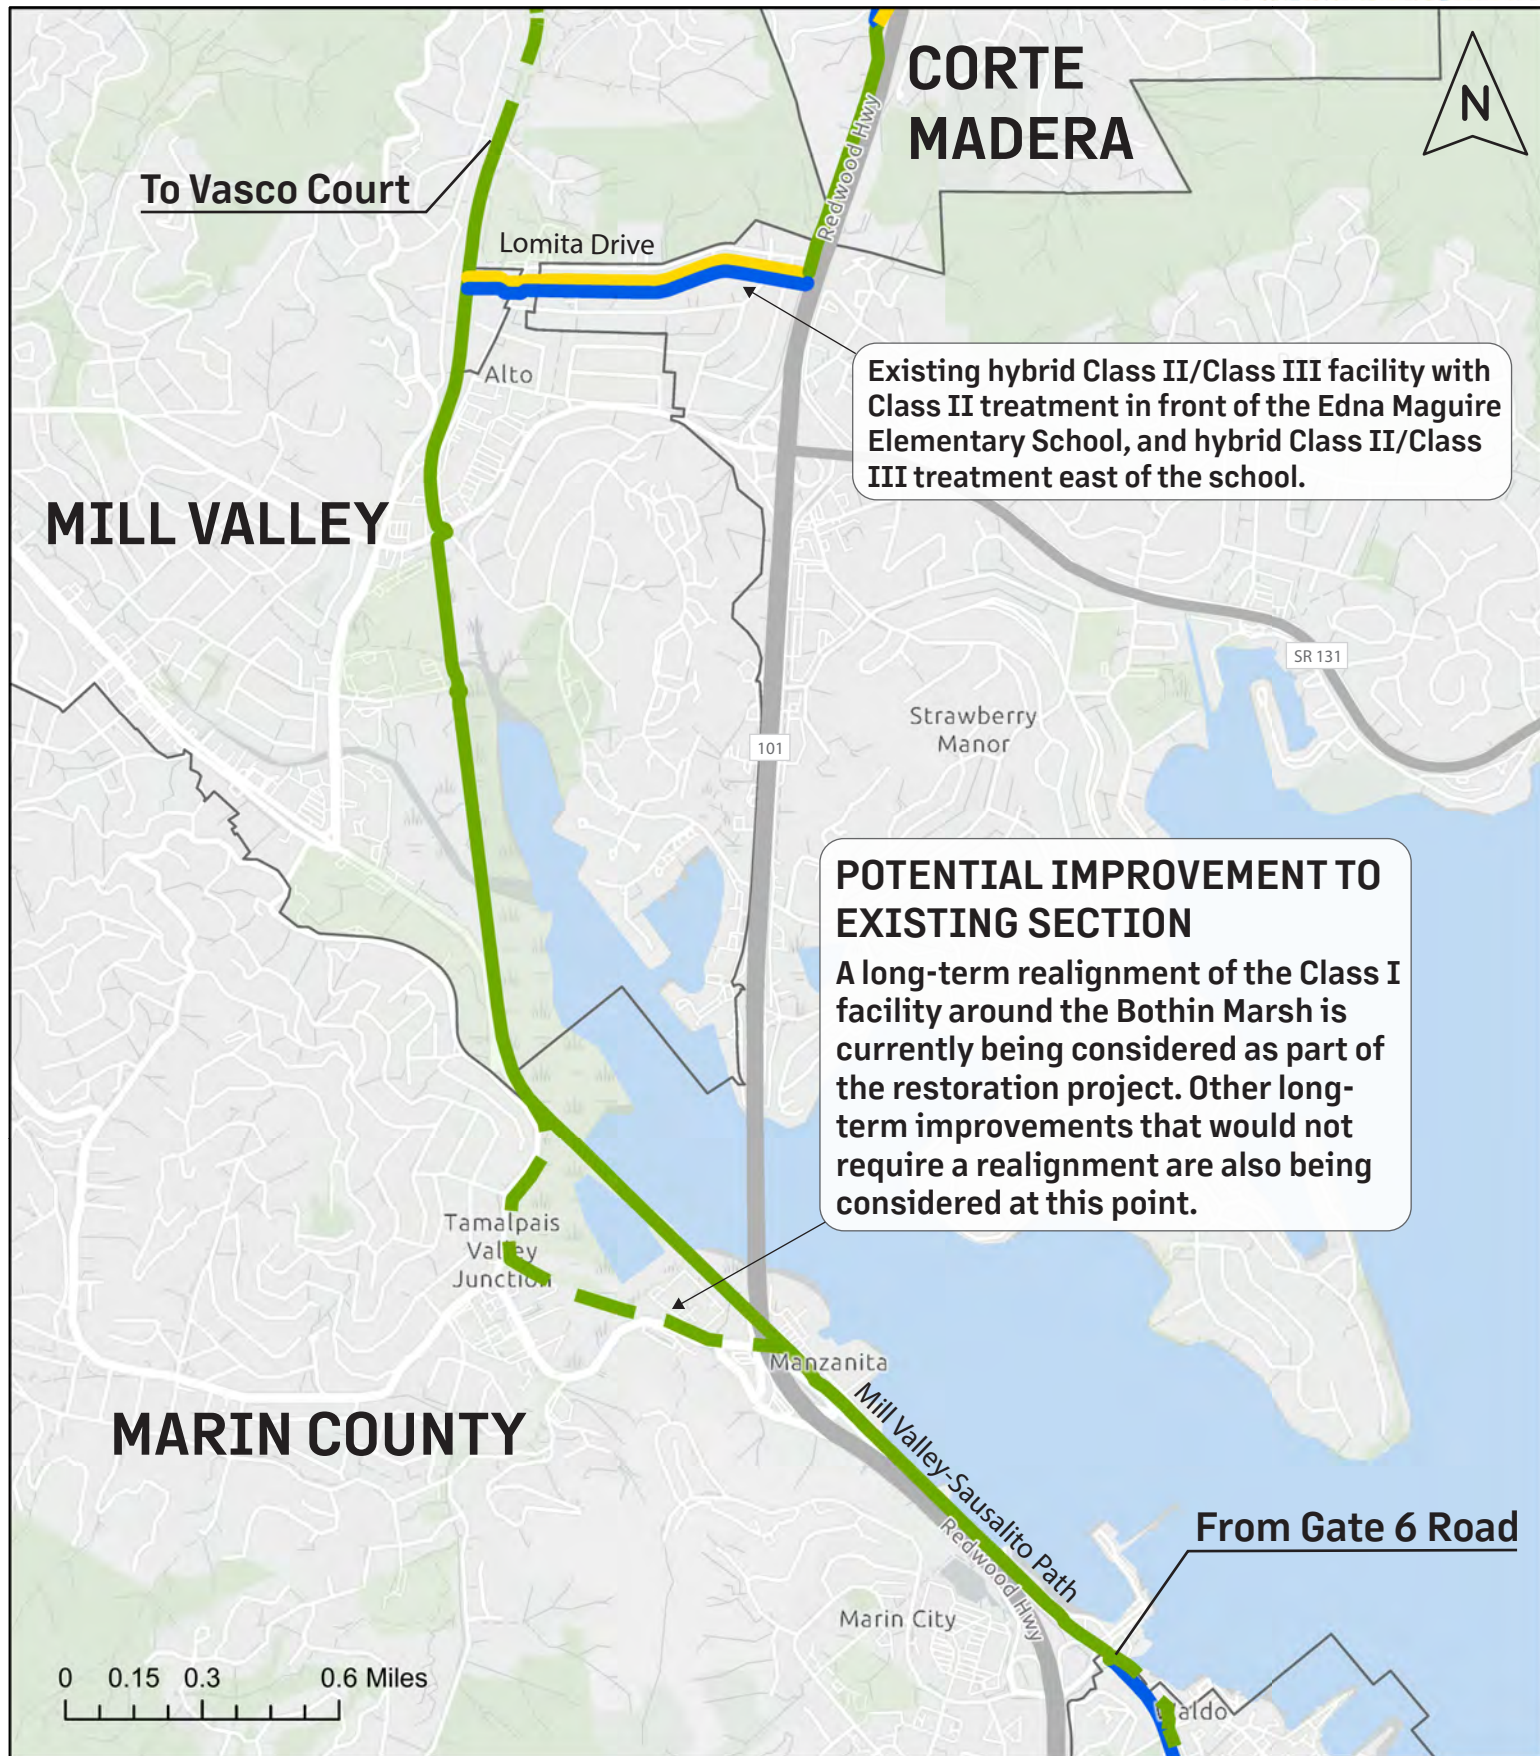 CORTE
MADERA
N
Redwood Hwy
To Vasco Court
Lomita Drive
Alto
Existing hybrid Class II/Class III facility with
Class II treatment in front of the Edna Maguire
Elementary School, and hybrid Class II/Class
III treatment east of the school.
MILL VALLEY
SR 131
Strawberry
Manor
101
POTENTIAL IMPROVEMENT TO
EXISTING SECTION
A long-term realignment of the Class I
facility around the Bothin Marsh is
currently being considered as part of
the restoration project. Other long-
term improvements that would not
require a realignment are also being
considered at this point.
Tamalpais
Valley
Junction
Manzanita
MARIN COUNTY
Mill Valley-Sausalito Path
Redwood Hwy
From Gate 6 Road
Marin City
0 0.15 0.3 0.6 Miles